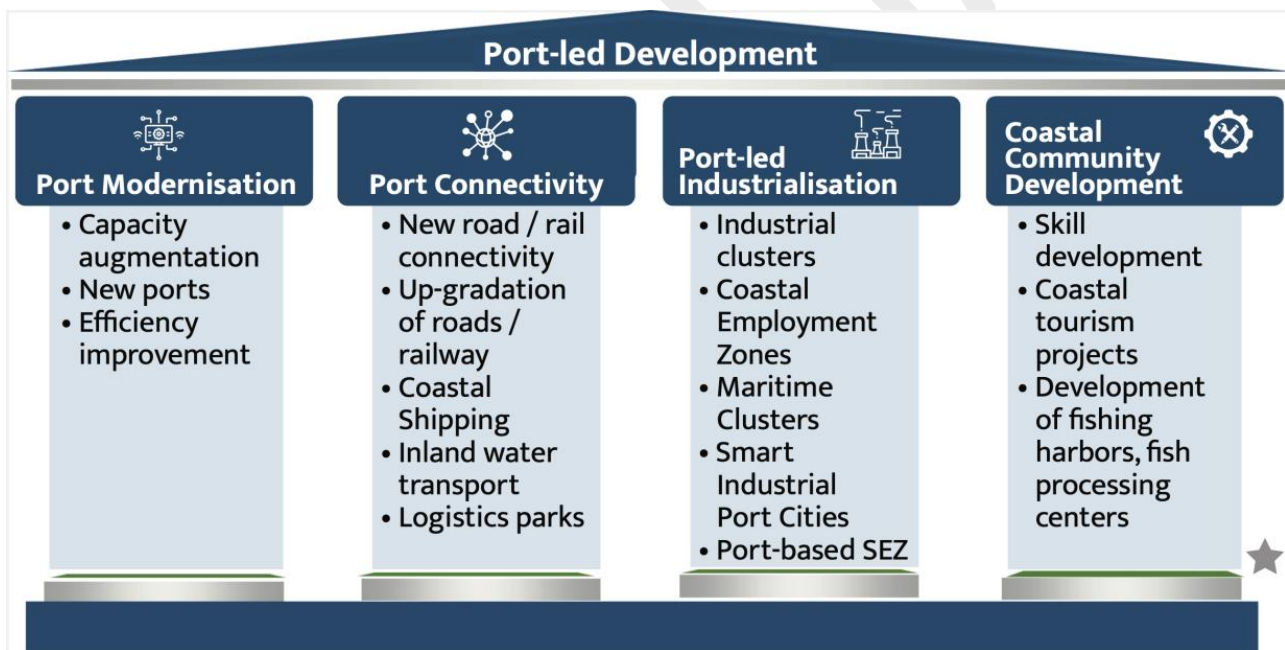 Port-led Development
Port Modernisation
• Capacity
augmentation
• New ports
• Efficiency
improvement
Port Connectivity
• New road / rail
connectivity
• Up-gradation
of roads /
railway
• Coastal
Shipping
• Inland water
transport
• Logistics parks
Port-led
Industrialisation
• Industrial
clusters
• Coastal
Employment
Zones
• Maritime
Clusters
• Smart
Industrial
Port Cities
• Port-based SEZ
Coastal
Community
Development
• Skill
development
• Coastal
tourism
projects
• Development
of fishing
harbors, fish
processing
centers